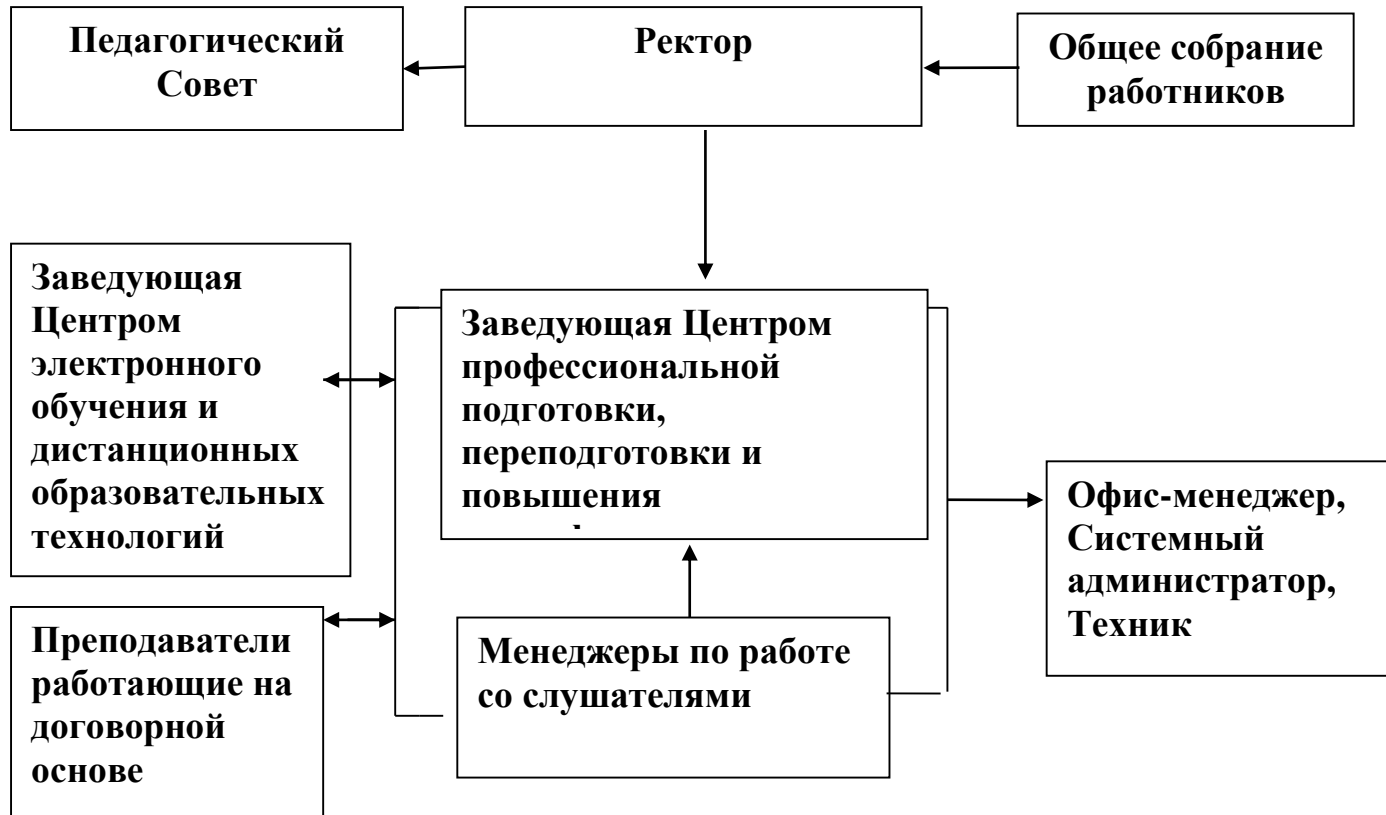 Педагогический
Совет
Ректор
Общее собрание
работников
Заведующая
Центром
электронного
обучения и
дистанционных
образовательных
технологий
Заведующая Центром
профессиональной
подготовки,
переподготовки и
повышения
Офис-менеджер,
Системный
администратор,
Техник
Преподаватели
работающие на
договорной
основе
Менеджеры по работе
со слушателями